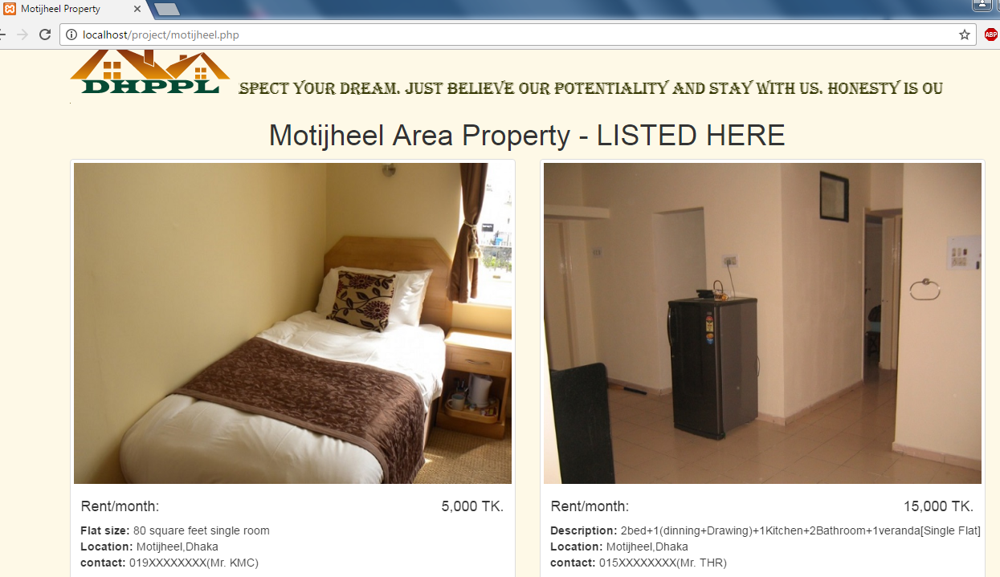 Motijheel Property
localhost/project/motijheel.php
ABP
DHPPL
SPECT YOUR DREAM. JUST BELIEVE OUR POTENTIALITY AND STAY WITH US. HONESTY IS OU
Motijheel Area Property - LISTED HERE
Rent/month: 5,000 TK.
Flat size: 80 square feet single room
Location: Motijheel,Dhaka
contact: 019XXXXXXXX(Mr. KMC)
Rent/month: 15,000 TK.
Description: 2bed+1(dinning+Drawing)+1Kitchen+2Bathroom+1veranda[Single Flat]
Location: Motijheel,Dhaka
contact: 015XXXXXXXX(Mr. THR)